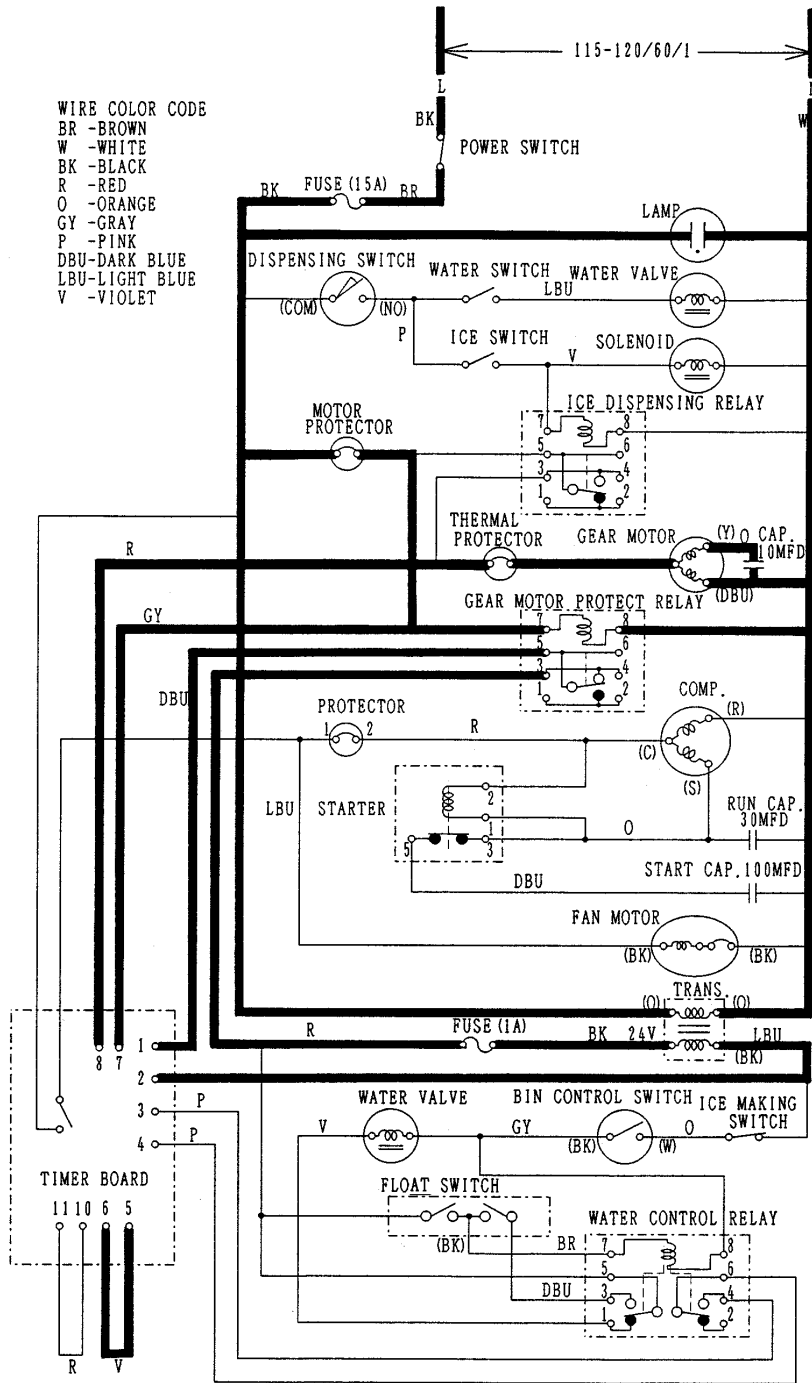 115-120/60/1
L
WIRE COLOR CODE
BR -BROWN
W -WHITE
BK -BLACK
R -RED
O -ORANGE
GY -GRAY
P -PINK
DBU-DARK BLUE
LBU-LIGHT BLUE
V -VIOLET
BK
W
POWER SWITCH
BK FUSE (15A) BR
LAMP
DISPENSING SWITCH WATER SWITCH WATER VALVE
LBU
(COM) (NO)
P ICE SWITCH SOLENOID
V
MOTOR PROTECTOR
ICE DISPENSING RELAY
7 8
5 6
3 4
1 2
THERMAL PROTECTOR
GEAR MOTOR (Y) O CAP. 10MFD
R
(DBU)
GY
GEAR MOTOR PROTECT RELAY
7 8
5 6
3 4
1 2
DBU
PROTECTOR
1 2
R
COMP.
(R)
(C)
(S)
LBU STARTER
2
1
5 3
O
RUN CAP. 30MFD
DBU
START CAP. 100MFD
FAN MOTOR
(BK) (BK)
TRANS.
(O) (O)
R FUSE (1A) BK 24V LBU
(BK)
8 7 1
2
3 P
4 P
TIMER BOARD
11 10 6 5
R V
WATER VALVE BIN CONTROL SWITCH ICE MAKING SWITCH
V GY (BK) (W) O
FLOAT SWITCH
(BK)
WATER CONTROL RELAY
BR 7 8
5 6
DBU 3 4
1 2